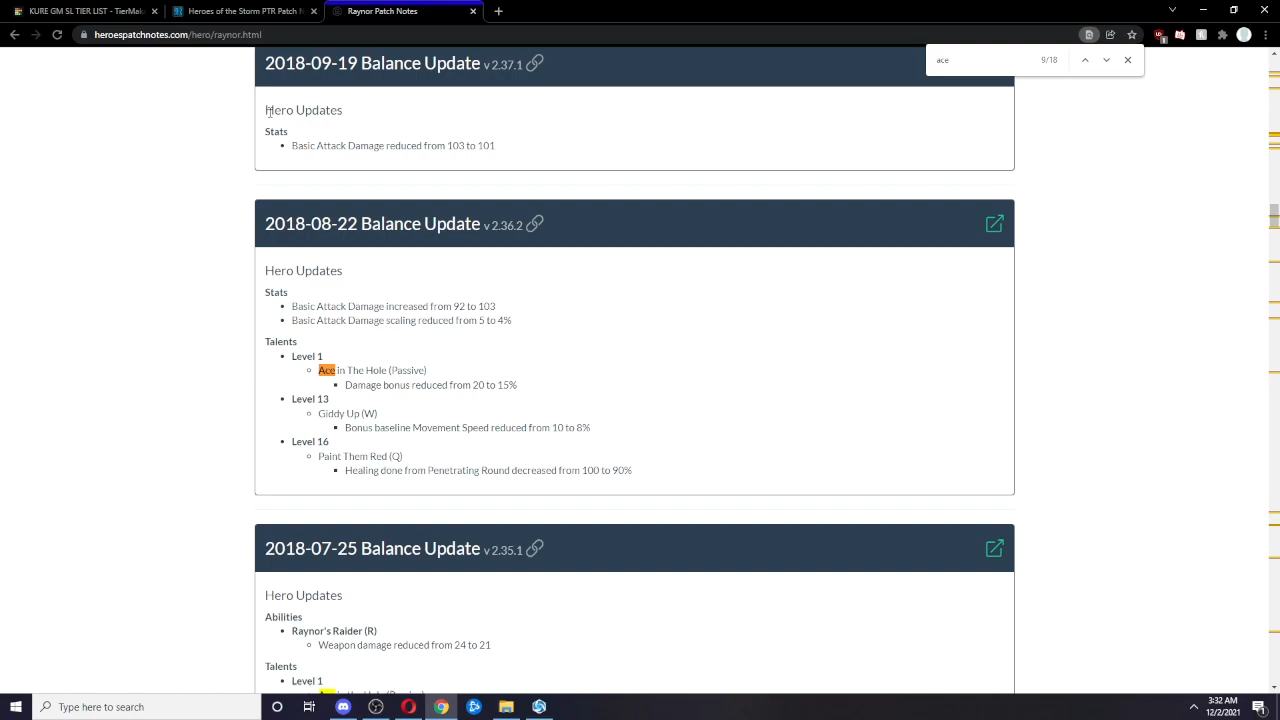 KURE GM SL TIER LIST - TierMak
Heroes of the Storm PTR Patch N
Raynor Patch Notes
heroespatchnotes.com/hero/raynor.html
ace
9/18
2018-09-19 Balance Update v 2.37.1
Hero Updates
Stats
• Basic Attack Damage reduced from 103 to 101
2018-08-22 Balance Update v 2.36.2
Hero Updates
Stats
• Basic Attack Damage increased from 92 to 103
• Basic Attack Damage scaling reduced from 5 to 4%
Talents
• Level 1
Ace in The Hole (Passive)
Damage bonus reduced from 20 to 15%
• Level 13
Giddy Up (W)
Bonus baseline Movement Speed reduced from 10 to 8%
• Level 16
Paint Them Red (Q)
Healing done from Penetrating Round decreased from 100 to 90%
2018-07-25 Balance Update v 2.35.1
Hero Updates
Abilities
• Raynor's Raider (R)
Weapon damage reduced from 24 to 21
Talents
• Level 1
Type here to search
3:32 AM
12/2/2021